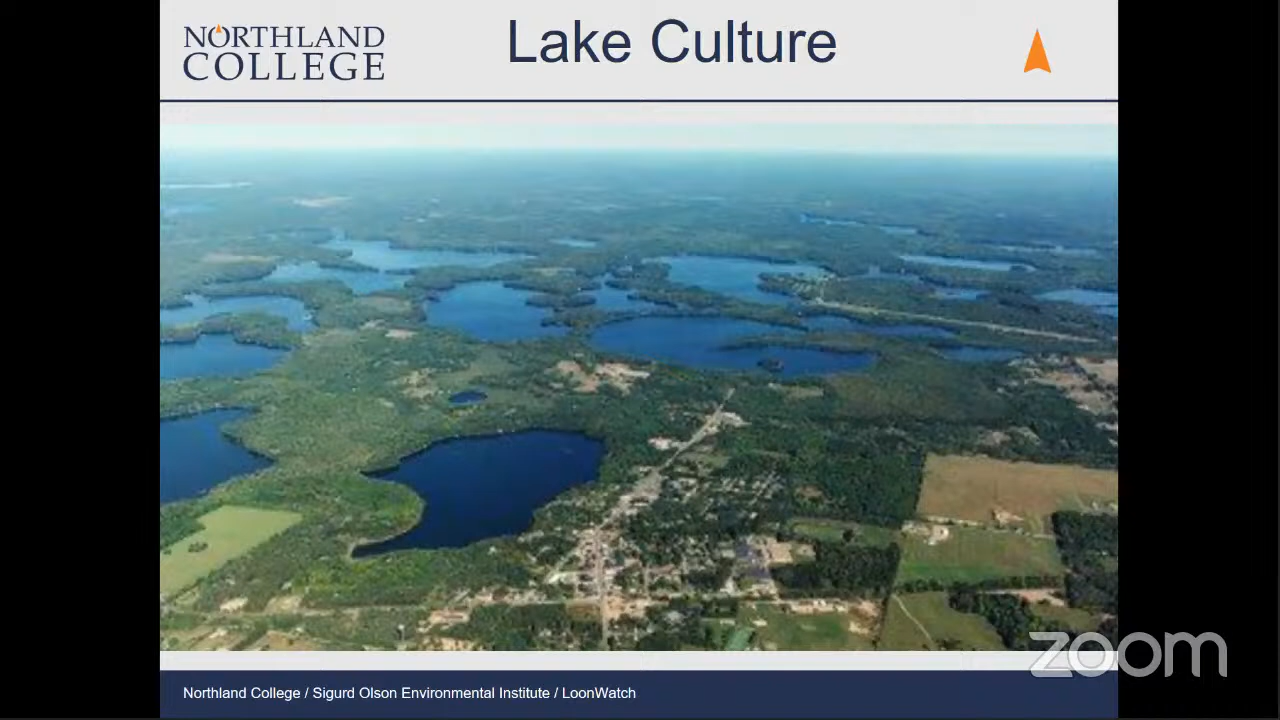 NORTHLAND
COLLEGE
Lake Culture
zoom
Northland College / Sigurd Olson Environmental Institute / LoonWatch